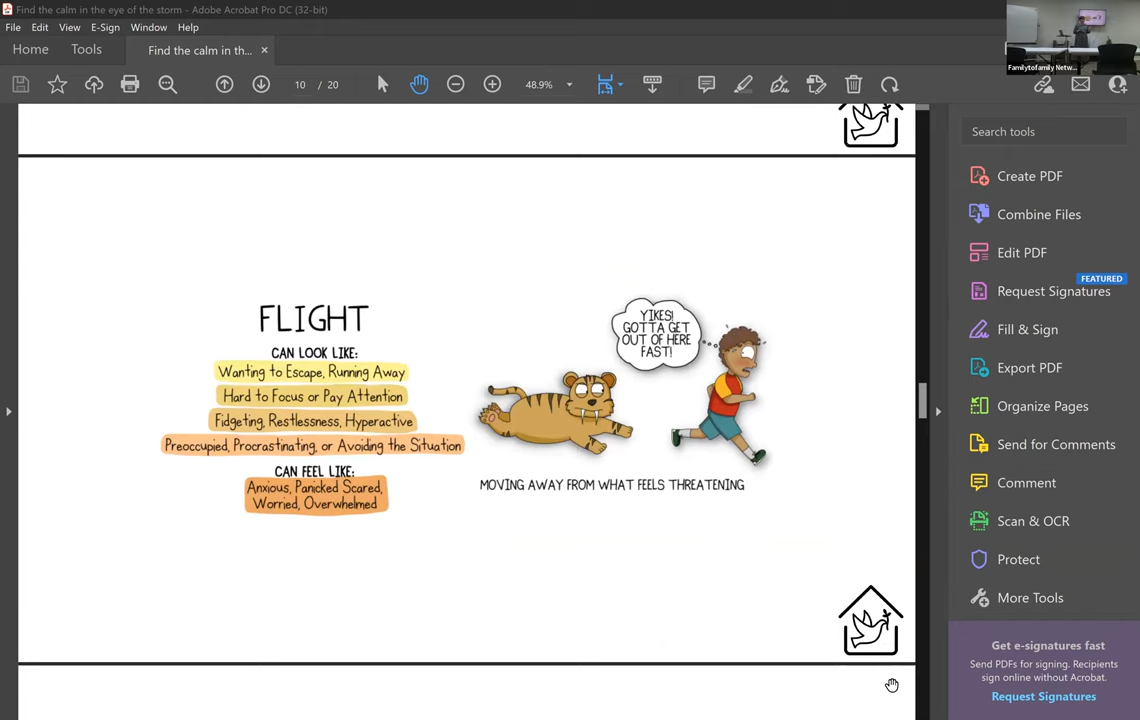 Find the calm in the eye of the storm - Adobe Acrobat Pro DC (32-bit)
File Edit View E-Sign Window Help
Home Tools Find the calm in th... ×
10 / 20 48.9%
Familytofamily Netw...
Search tools
Create PDF
Combine Files
Edit PDF
FEATURED
Request Signatures
Fill & Sign
Export PDF
Organize Pages
Send for Comments
Comment
Scan & OCR
Protect
More Tools
Get e-signatures fast
Send PDFs for signing. Recipients
sign online without Acrobat.
Request Signatures
FLIGHT
CAN LOOK LIKE:
Wanting to Escape, Running Away
Hard to Focus or Pay Attention
Fidgeting, Restlessness, Hyperactive
Preoccupied, Procrastinating, or Avoiding the Situation
CAN FEEL LIKE:
Anxious, Panicked Scared,
Worried, Overwhelmed
YIKES!
GOTTA GET
OUT OF HERE
FAST!
MOVING AWAY FROM WHAT FEELS THREATENING